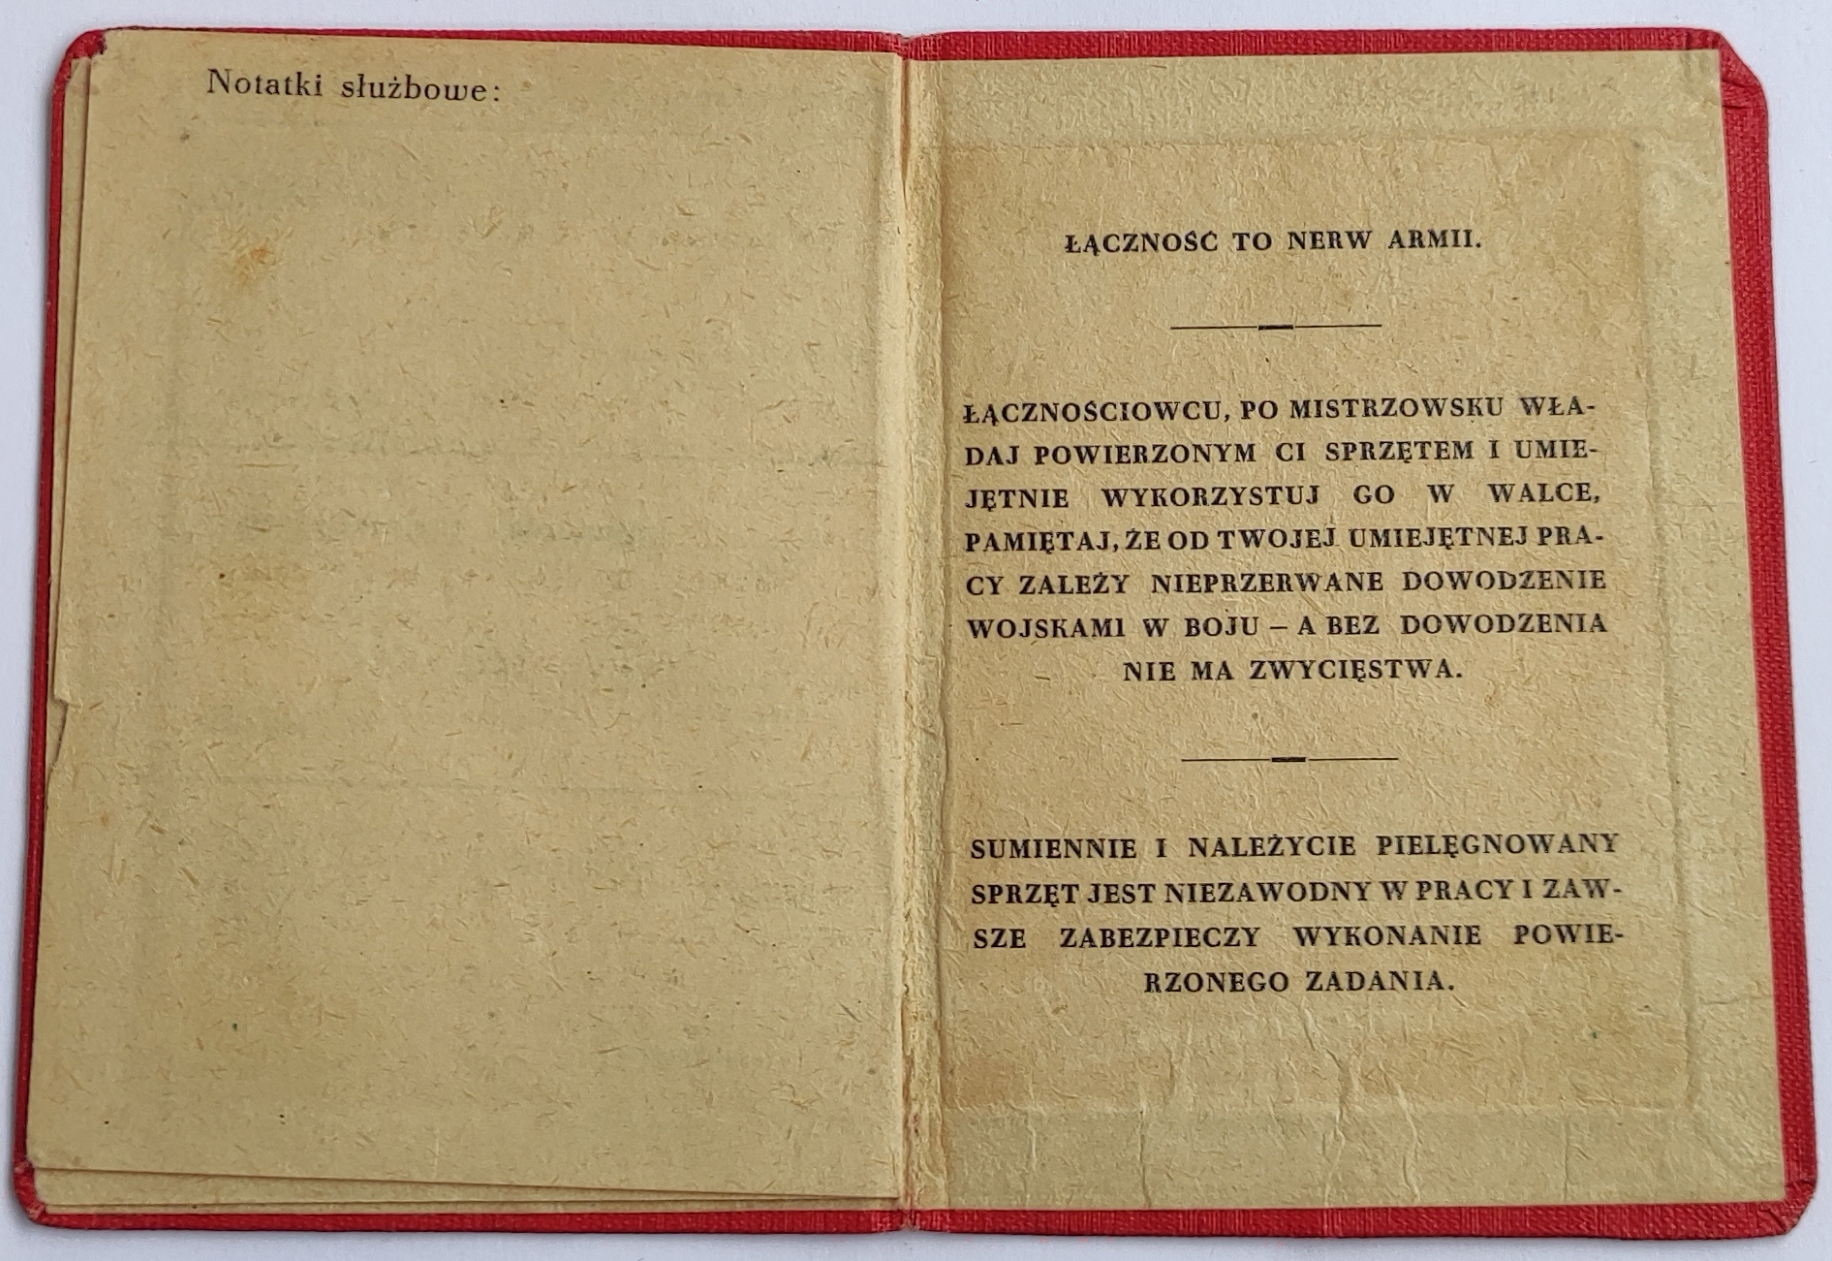 Notatki służbowe:
ŁĄCZNOŚĆ TO NERW ARMII.
ŁĄCZNOŚCIOWCU, PO MISTRZOWSKU WŁA-
DAJ POWIERZONYM CI SPRZĘTEM I UMIE-
JĘTNIE WYKORZYSTUJ GO W WALCE,
PAMIĘTAJ, ŻE OD TWOJEJ UMIEJĘTNEJ PRA-
CY ZALEŻY NIEPRZERWANE DOWODZENIE
WOJSKAMI W BOJU – A BEZ DOWODZENIA
NIE MA ZWYCIĘSTWA.
SUMIENNIE I NALEŻYCIE PIELĘGNOWANY
SPRZĘT JEST NIEZAWODNY W PRACY I ZAW-
SZE ZABEZPIECZY WYKONANIE POWIE-
RZONEGO ZADANIA.